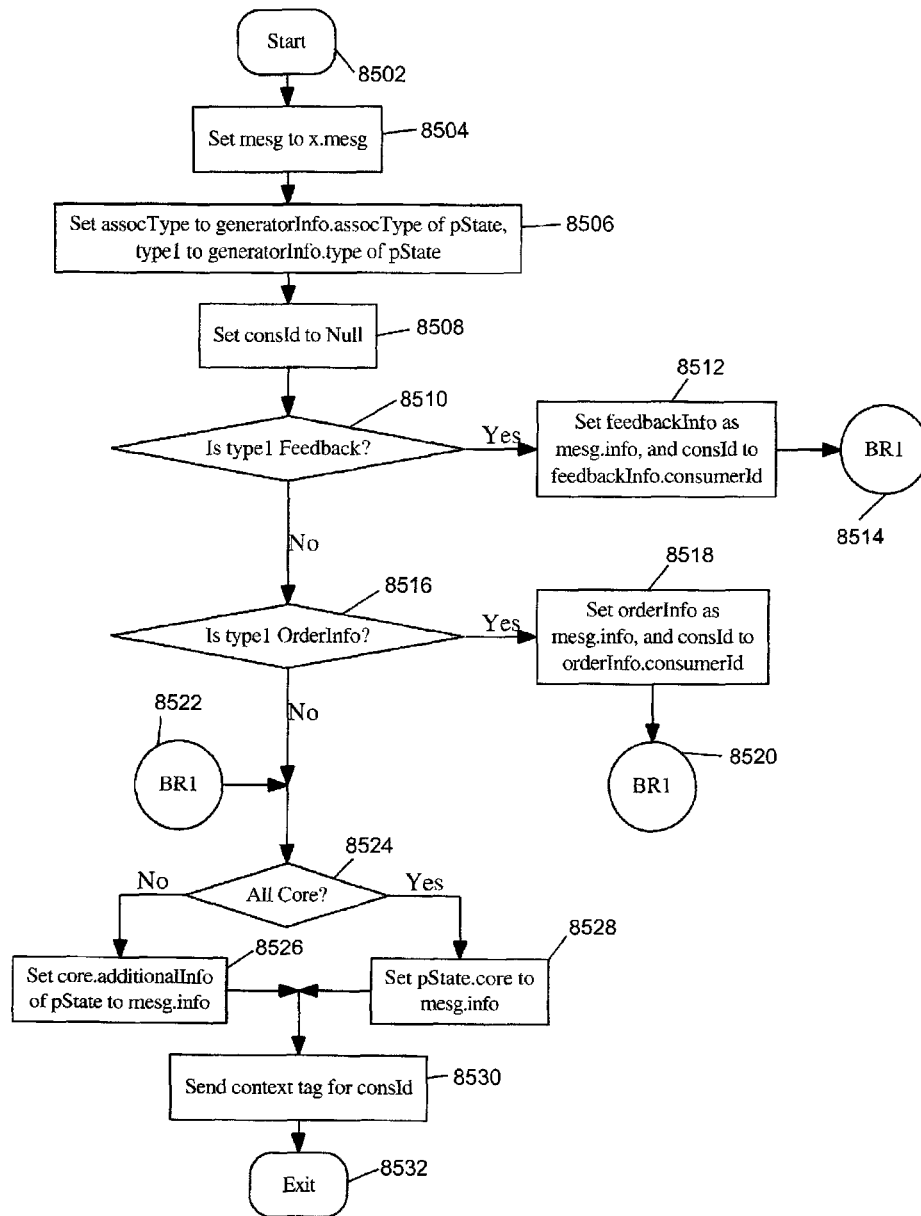 Start
8502
Set mesg to x.mesg
8504
Set assocType to generatorInfo.assocType of pState,
type1 to generatorInfo.type of pState
8506
Set consId to Null
8508
Is type1 Feedback?
8510
Yes
8512
Set feedbackInfo as
mesg.info, and consId to
feedbackInfo.consumerId
BR1
8514
No
8516
Is type1 OrderInfo?
Yes
8518
Set orderInfo as
mesg.info, and consId to
orderInfo.consumerId
8520
BR1
No
8522
BR1
8524
All Core?
No
Yes
8526
Set core.additionalInfo
of pState to mesg.info
8528
Set pState.core to
mesg.info
Send context tag for consId
8530
Exit
8532